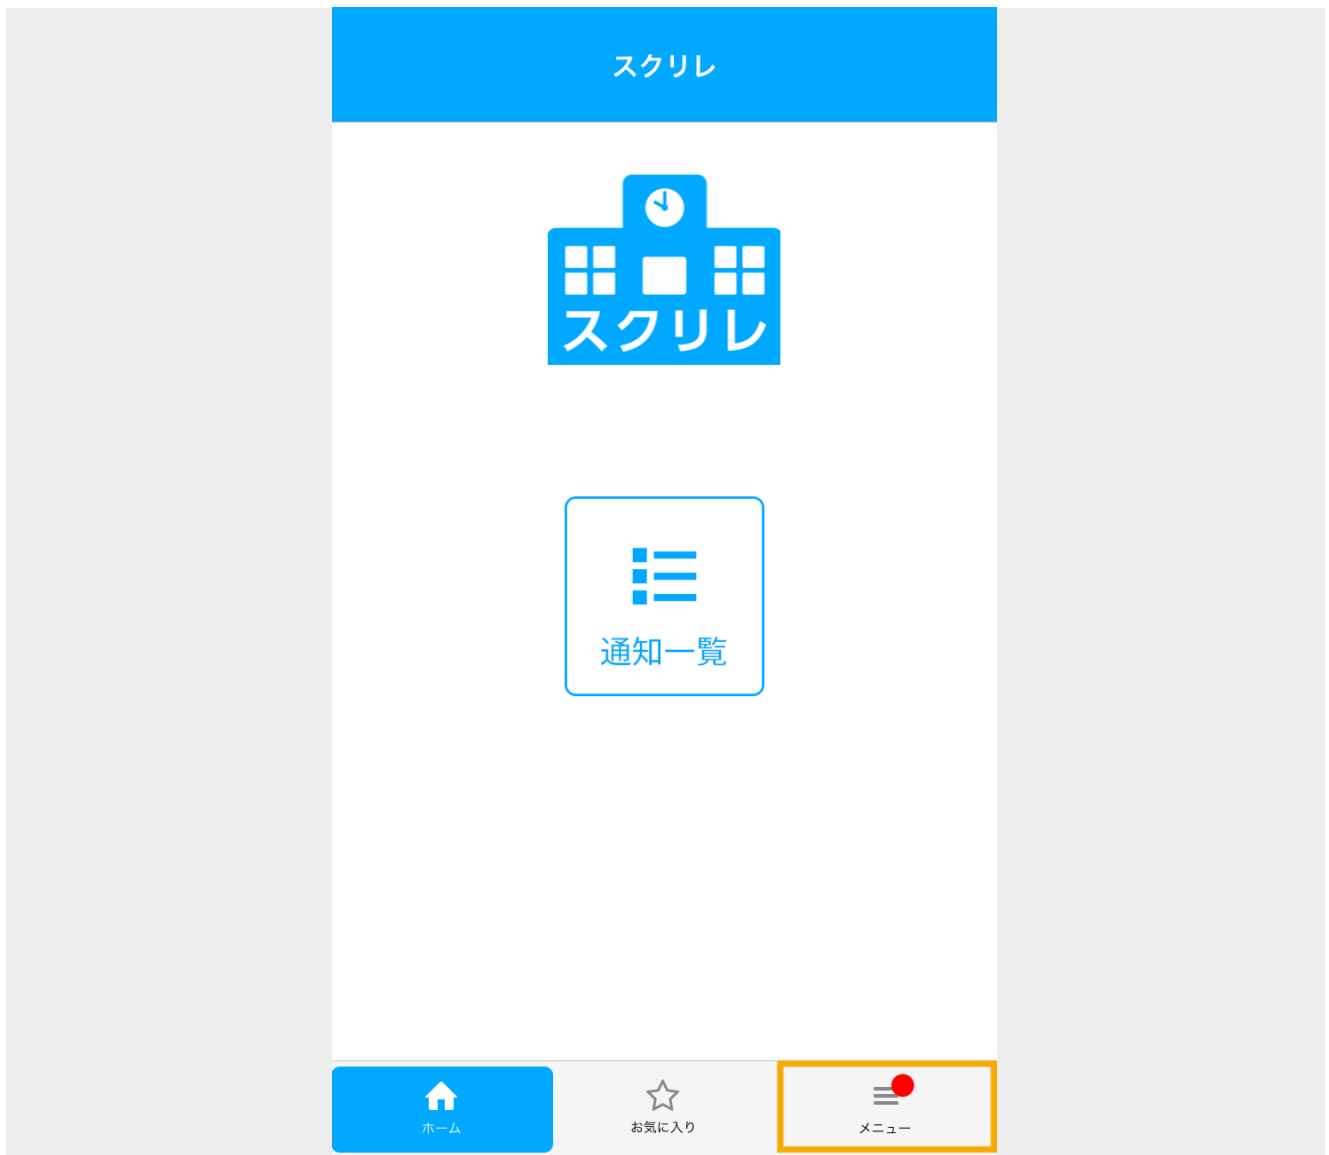 スクリレ
スクリレ
通知一覧
ホーム
お気に入り
メニュー